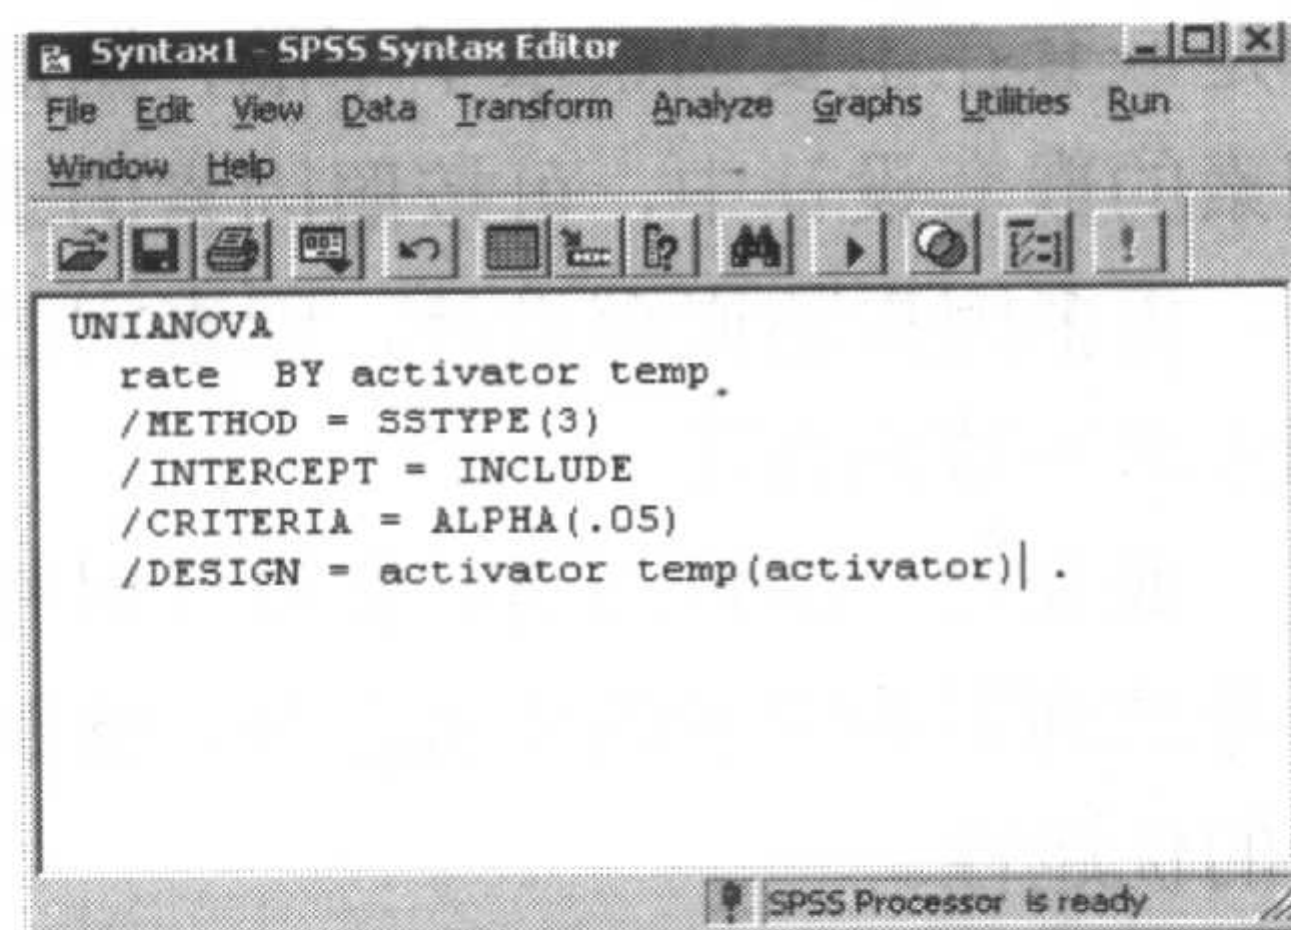 Syntax1 - SPSS Syntax Editor
File Edit View Data Transform Analyze Graphs Utilities Run
Window Help
UNIANOVA
rate BY activator temp
/METHOD = SSTYPE(3)
/INTERCEPT = INCLUDE
/CRITERIA = ALPHA(.05)
/DESIGN = activator temp(activator) .
SPSS Processor is ready